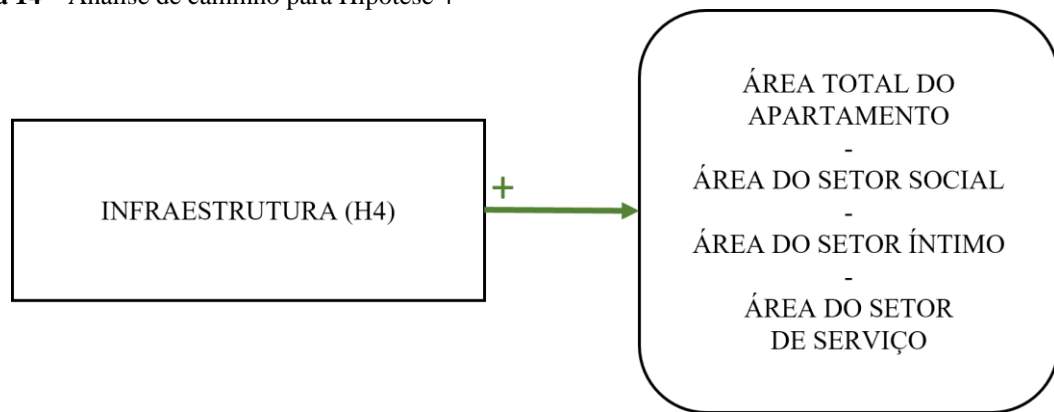 14 – Análise de caminho para Hipótese 4
ÁREA TOTAL DO
APARTAMENTO
-
ÁREA DO SETOR SOCIAL
-
ÁREA DO SETOR ÍNTIMO
-
ÁREA DO SETOR
DE SERVIÇO
INFRAESTRUTURA (H4)
+